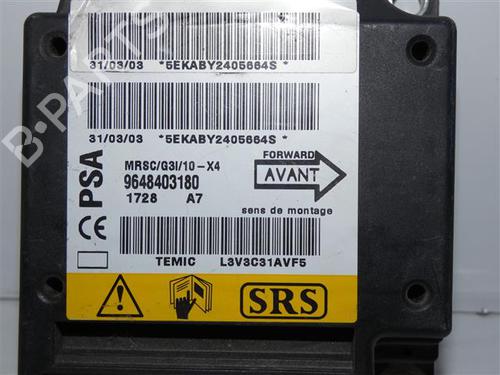 31/03/03 *5EKABY2405664S *
31/03/03 *5EKABY2405664S *
PSA
MRSC/G3I/10-X4
9648403180
1728 A7
FORWARD
AVANT
sens de montage
CE
TEMIC L3V3C31AVF5
SRS
B-PARTS